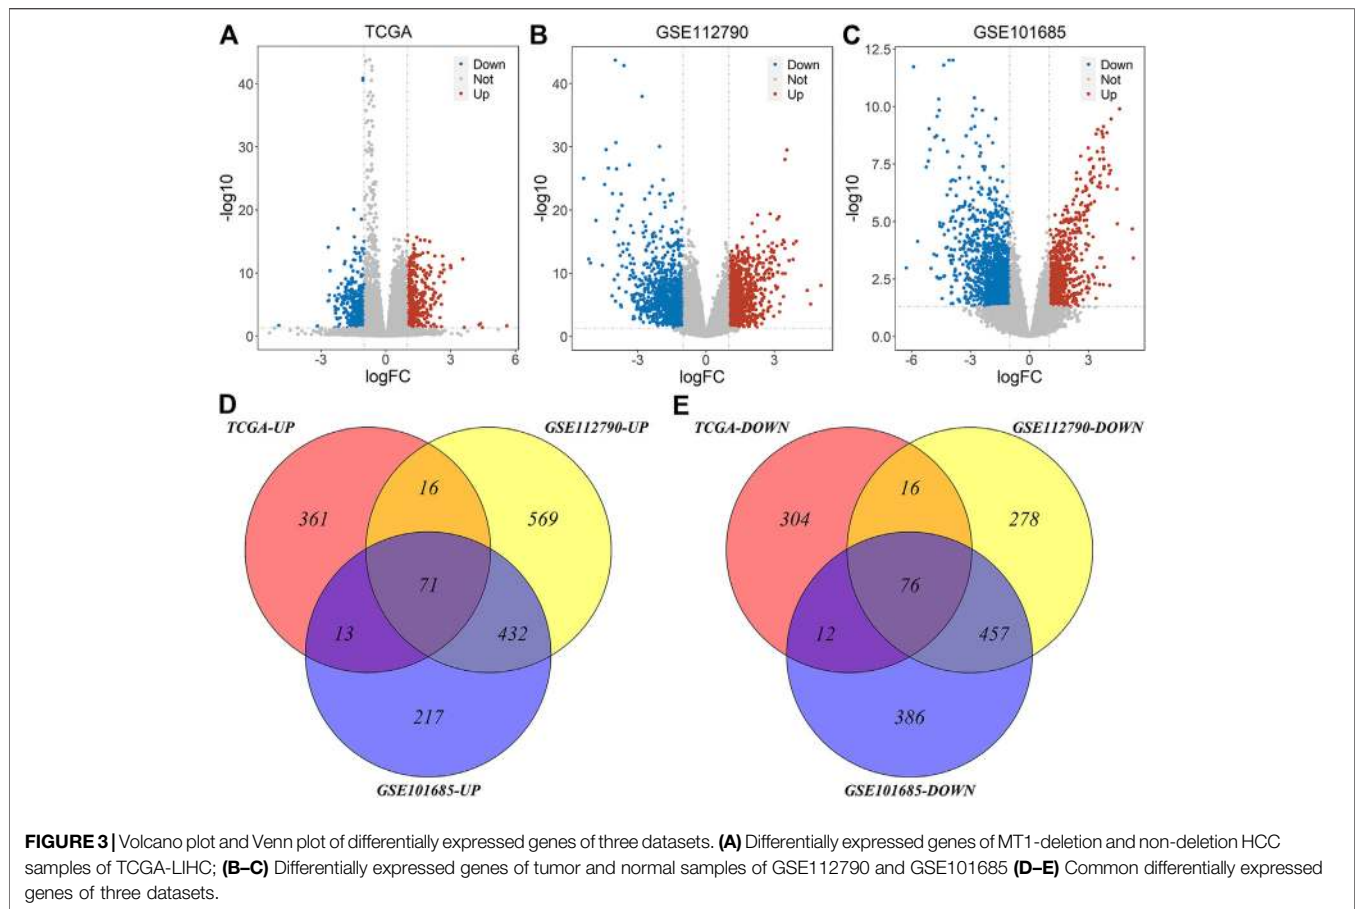 A
TCGA
-log10
40
30
20
10
0
Down
Not
Up
-3
0
3
6
logFC
B
GSE112790
-log10
40
30
20
10
0
Down
Not
Up
-3
0
3
logFC
C
GSE101685
-log10
12.5
10.0
7.5
5.0
2.5
0.0
Down
Not
Up
-6
-3
0
3
logFC
D
TCGA-UP
GSE112790-UP
16
361
569
71
13
432
217
GSE101685-UP
E
TCGA-DOWN
GSE112790-DOWN
16
304
278
76
12
457
386
GSE101685-DOWN
FIGURE 3 | Volcano plot and Venn plot of differentially expressed genes of three datasets. (A) Differentially expressed genes of MT1-deletion and non-deletion HCC
samples of TCGA-LIHC; (B–C) Differentially expressed genes of tumor and normal samples of GSE112790 and GSE101685 (D–E) Common differentially expressed
genes of three datasets.